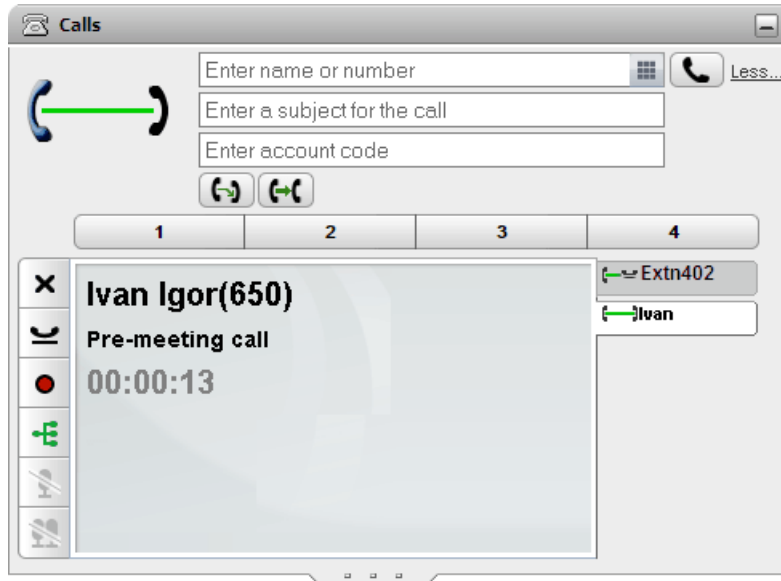 Calls
Enter name or number
Less...
Enter a subject for the call
Enter account code
1 2 3 4
Ivan Igor(650)
Pre-meeting call
00:00:13
Extn402
Ivan